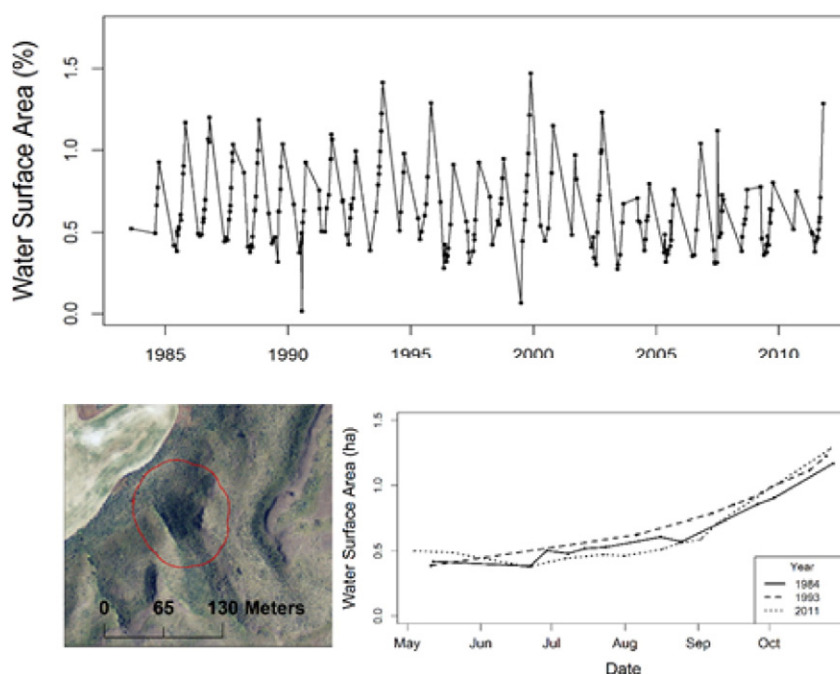 Water Surface Area (%)
1.5
1.0
0.5
0.0
1985 1990 1995 2000 2005 2010
0 65 130 Meters
Water Surface Area (ha)
1.5
1.0
0.5
0.0
Year
1984
1993
2011
May Jun Jul Aug Sep Oct
Date